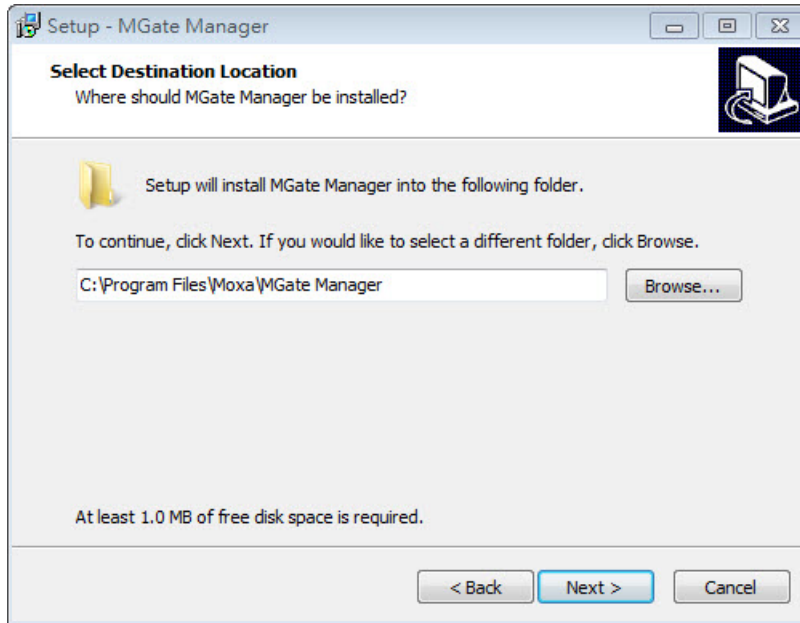 Setup - MGate Manager
Select Destination Location
Where should MGate Manager be installed?
Setup will install MGate Manager into the following folder.
To continue, click Next. If you would like to select a different folder, click Browse.
C:\Program Files\Moxa\MGate Manager
Browse...
At least 1.0 MB of free disk space is required.
< Back
Next >
Cancel